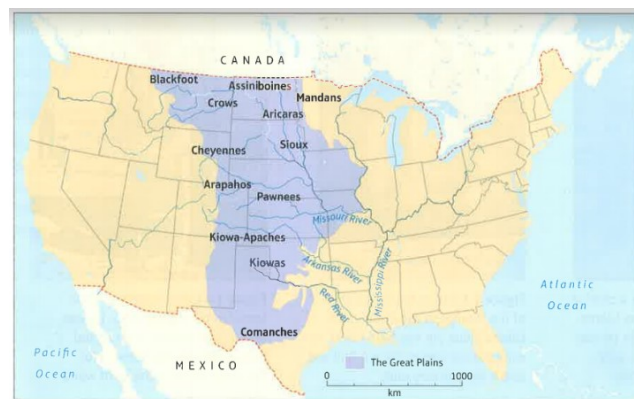 CANADA
Blackfoot
Assiniboines
Crows
Mandans
Aricaras
Cheyennes
Sioux
Arapahos
Pawnees
Missouri River
Kiowa-Apaches
Kiowas
Arkansas River
Mississippi River
Red River
Atlantic
Ocean
Comanches
Pacific
Ocean
MEXICO
The Great Plains
0
1000
km